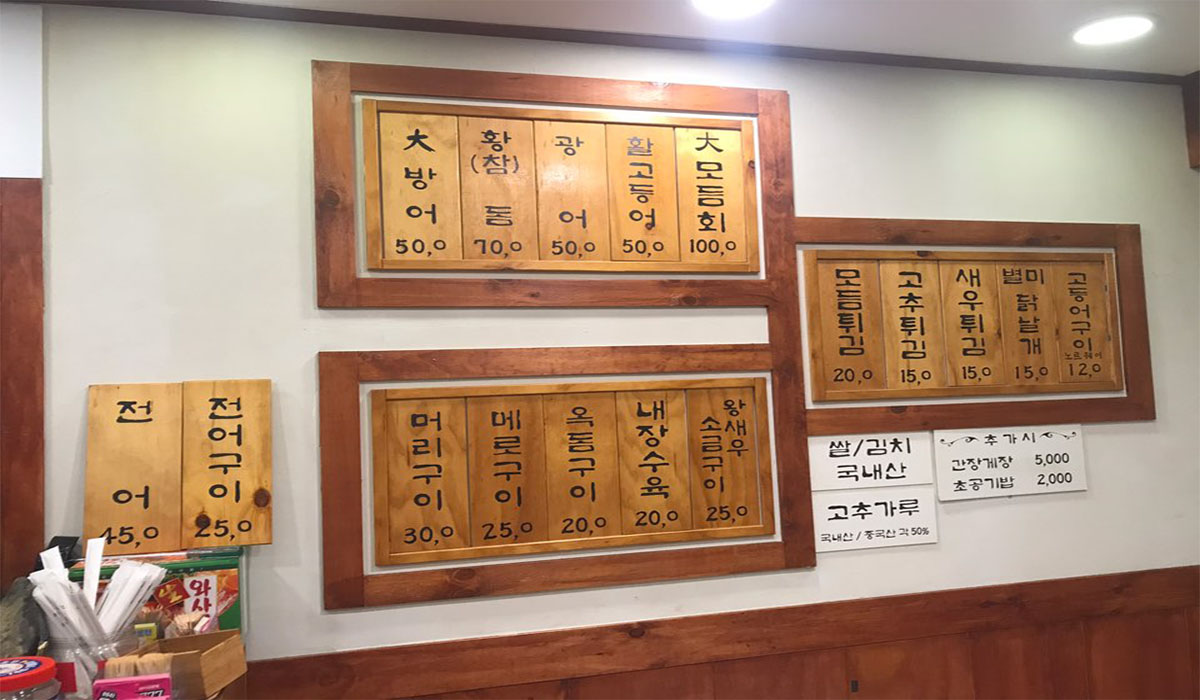 大방어
50,0
황(참)돔
70,0
광어
50,0
활고등어
50,0
大모듬회
100,0
모듬튀김
20,0
고추튀김
15,0
새우튀김
15,0
별미닭날개
15,0
고등어구이
노르웨이
12,0
머리구이
30,0
메로구이
25,0
옥돔구이
20,0
내장수육
20,0
왕새우
소금구이
25,0
전어
45,0
전어구이
25,0
쌀/김치
국내산
고추가루
국내산 / 중국산 각 50%
추가시
간장게장 5,000
초공기밥 2,000
와사